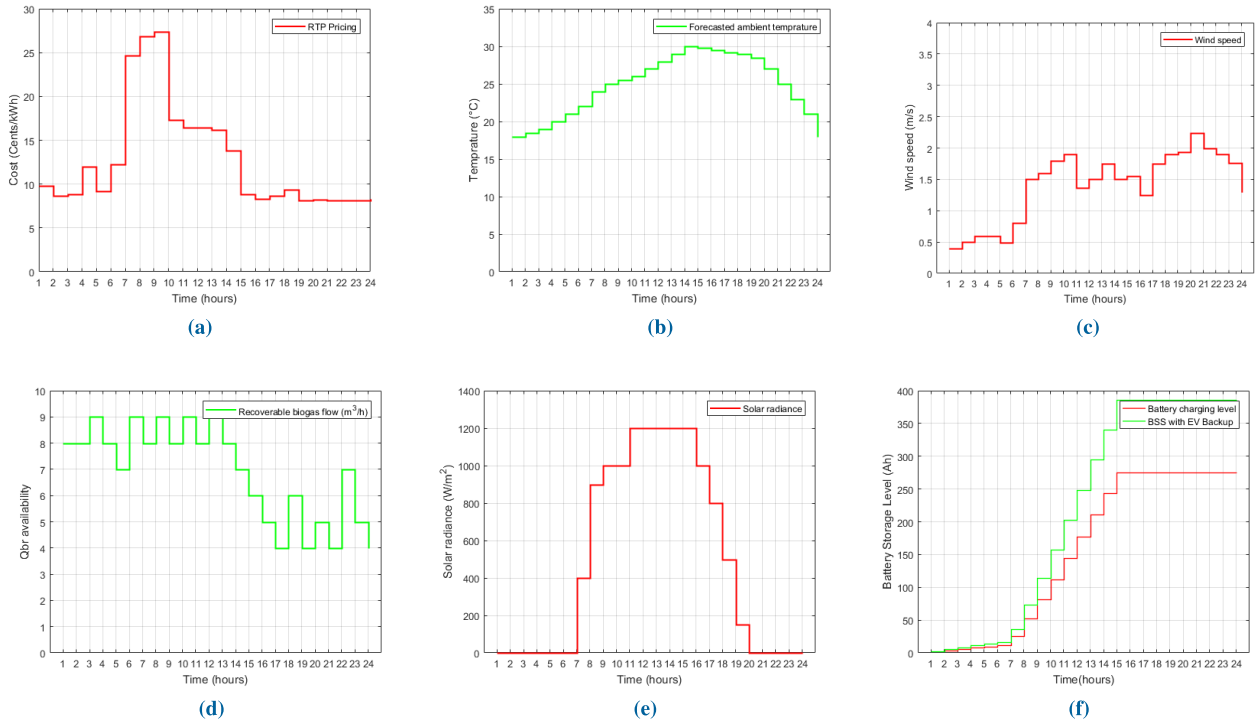 30
25
20
15
10
5
0
Cost (Cents/kWh)
RTP Pricing
1 2 3 4 5 6 7 8 9 10 11 12 13 14 15 16 17 18 19 20 21 22 23 24
Time (hours)
(a)
35
30
25
20
15
10
5
0
Temprature (°C)
Forecasted ambient temprature
1 2 3 4 5 6 7 8 9 10 11 12 13 14 15 16 17 18 19 20 21 22 23 24
Time (hours)
(b)
4
3.5
3
2.5
2
1.5
1
0.5
0
Wind speed (m/s)
Wind speed
1 2 3 4 5 6 7 8 9 10 11 12 13 14 15 16 17 18 19 20 21 22 23 24
Time (hours)
(c)
10
9
8
7
6
5
4
3
2
1
0
Qbr availability
Recoverable biogas flow (m³/h)
1 2 3 4 5 6 7 8 9 10 11 12 13 14 15 16 17 18 19 20 21 22 23 24
Time (hours)
(d)
1400
1200
1000
800
600
400
200
0
Solar radiance (W/m²)
Solar radiance
1 2 3 4 5 6 7 8 9 10 11 12 13 14 15 16 17 18 19 20 21 22 23 24
Time (hours)
(e)
400
350
300
250
200
150
100
50
0
Battery Storage Level (Ah)
Battery charging level
BSS with EV Backup
1 2 3 4 5 6 7 8 9 10 11 12 13 14 15 16 17 18 19 20 21 22 23 24
Time(hours)
(f)